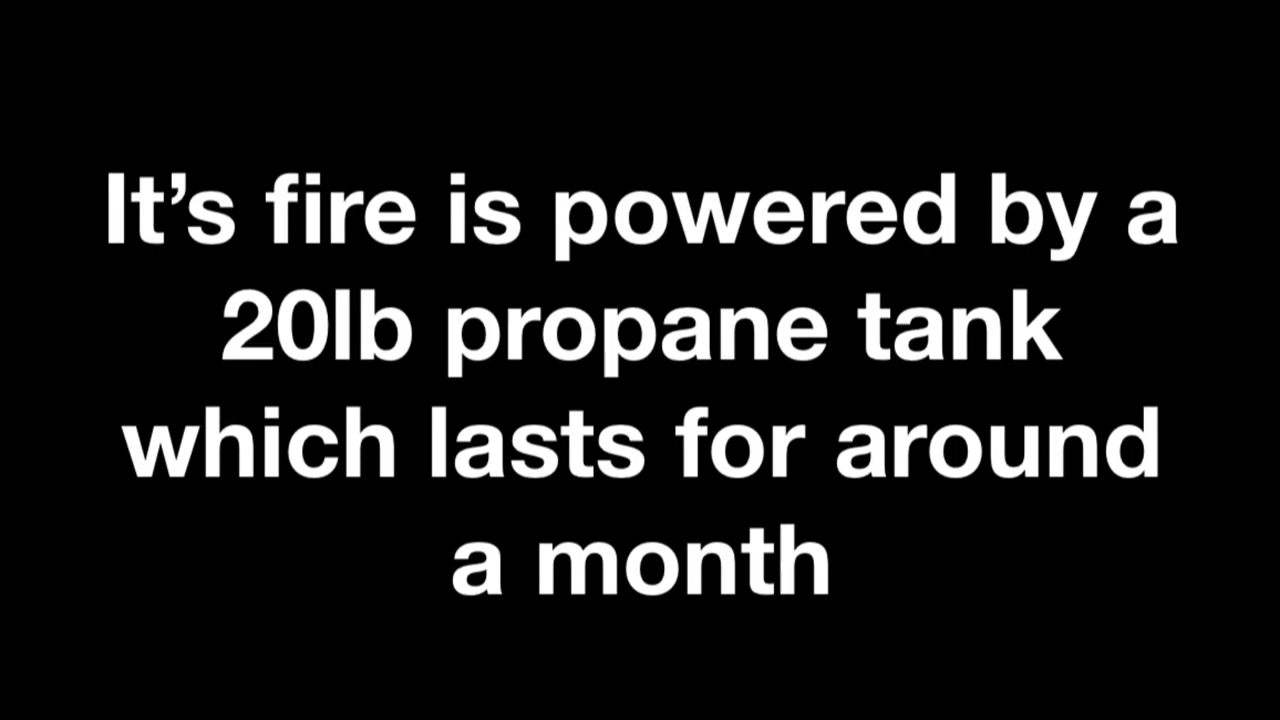 It’s fire is powered by a
20lb propane tank
which lasts for around
a month